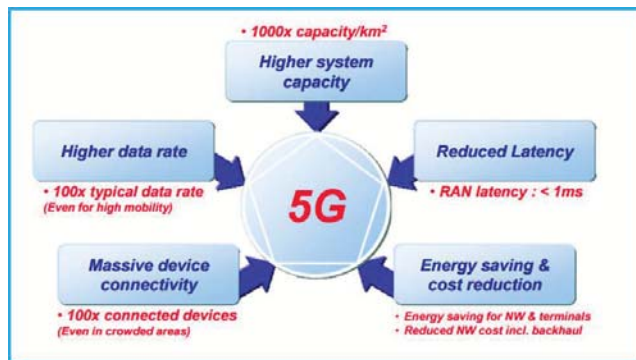 • 1000x capacity/km²
Higher system
capacity
Higher data rate
• 100x typical data rate
(Even for high mobility)
Reduced Latency
• RAN latency : < 1ms
5G
Massive device
connectivity
• 100x connected devices
(Even in crowded areas)
Energy saving &
cost reduction
• Energy saving for NW & terminals
• Reduced NW cost incl. backhaul